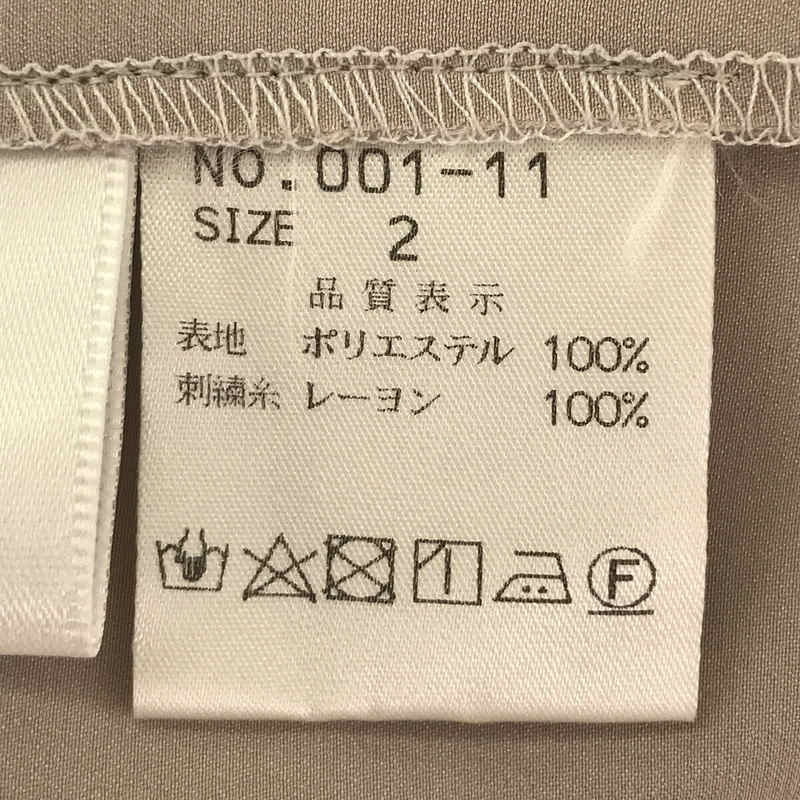 NO. 001-11
SIZE 2
品質表示
表地 ポリエステル 100%
刺繍糸 レーヨン 100%
F